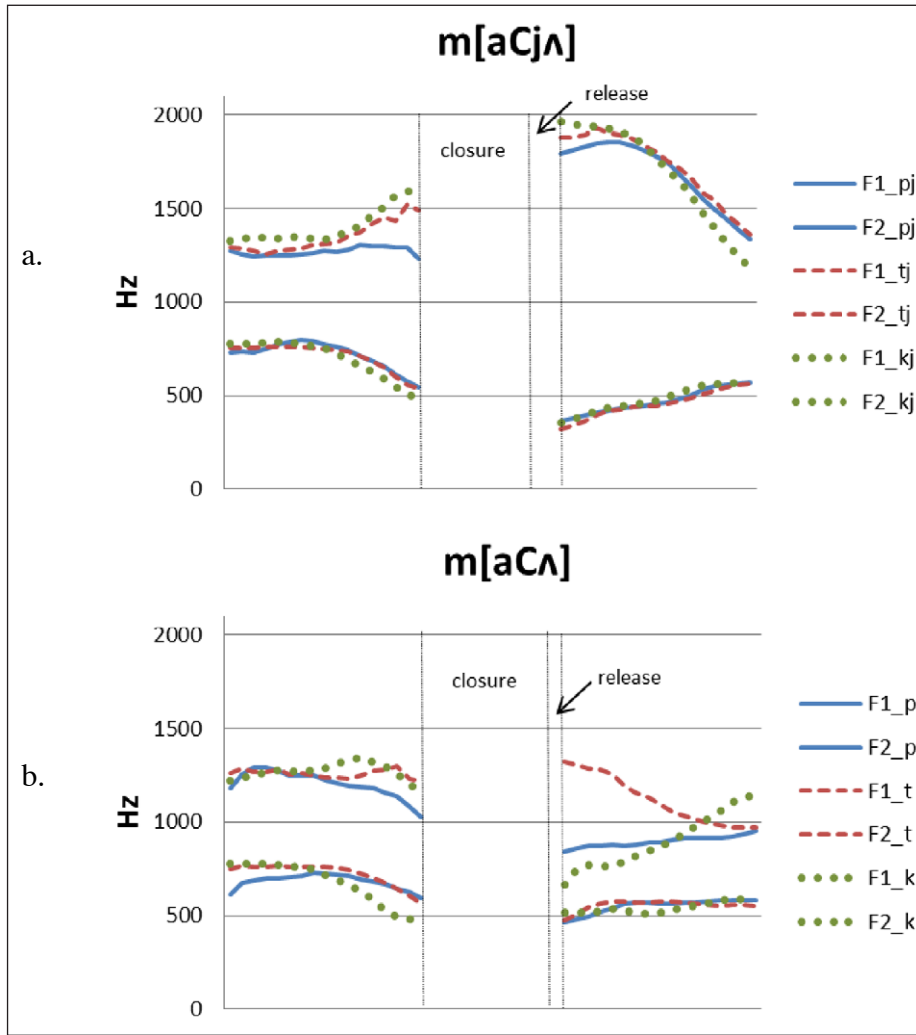 m[aCjʌ]
release
2000
closure
1500
1000
500
0
Hz
a.
F1_pj
F2_pj
F1_tj
F2_tj
F1_kj
F2_kj
m[aCʌ]
2000
closure
release
1500
1000
500
0
Hz
b.
F1_p
F2_p
F1_t
F2_t
F1_k
F2_k